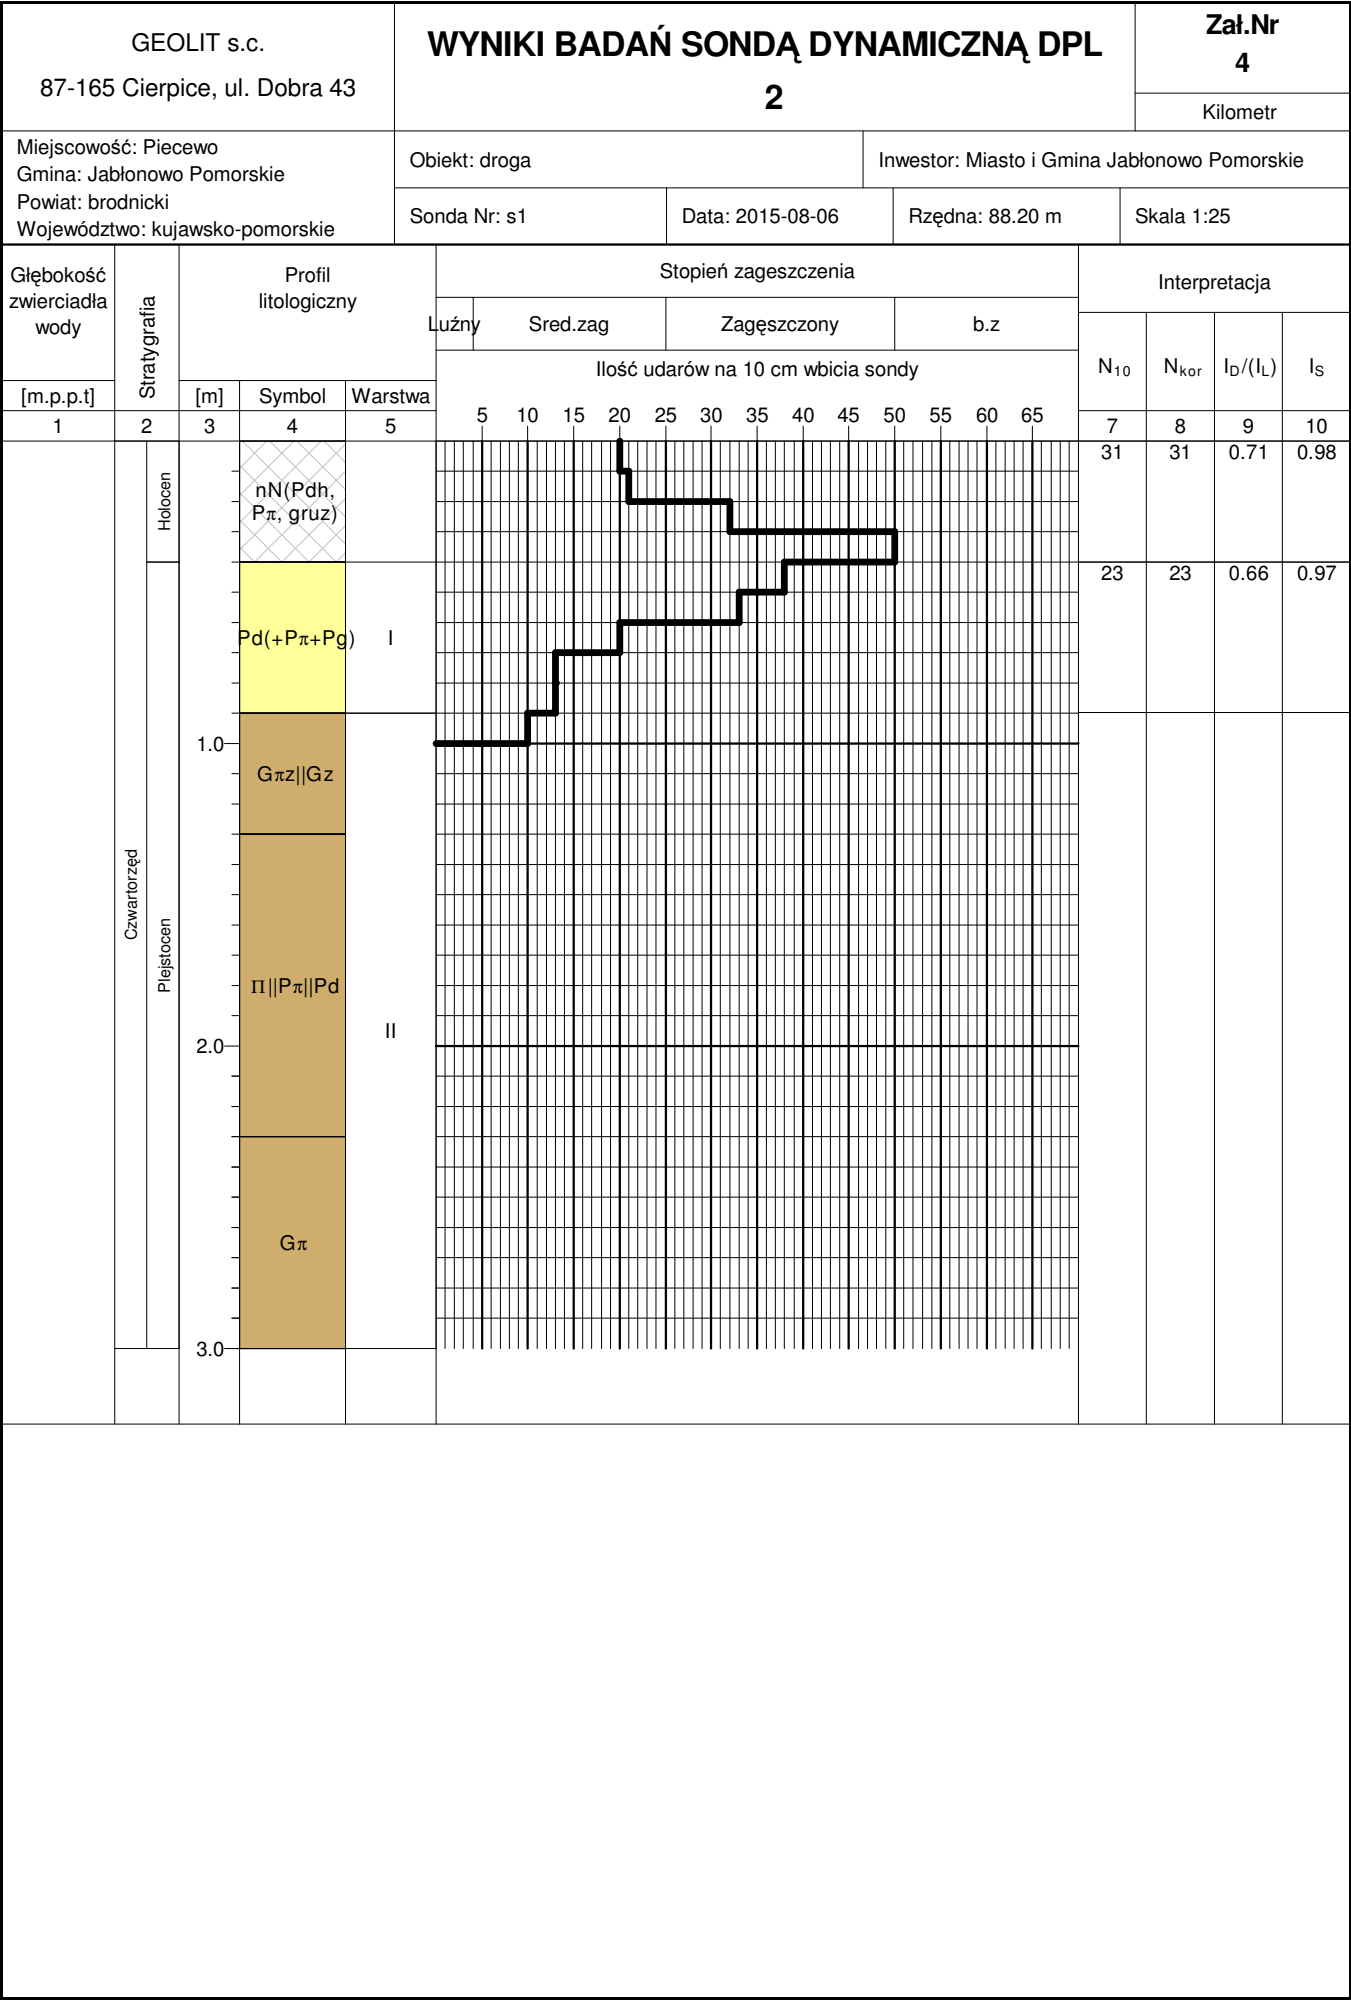 GEOLIT s.c.
87-165 Cierpice, ul. Dobra 43
WYNIKI BADAŃ SONDĄ DYNAMICZNĄ DPL
2
Zał.Nr
4
Kilometr
Miejscowość: Piecewo
Gmina: Jabłonowo Pomorskie
Powiat: brodnicki
Województwo: kujawsko-pomorskie
Obiekt: droga
Inwestor: Miasto i Gmina Jabłonowo Pomorskie
Sonda Nr: s1
Data: 2015-08-06
Rzędna: 88.20 m
Skala 1:25
Głębokość
zwierciadła
wody
[m.p.p.t]
Stratygrafia
Profil
litologiczny
[m]
Symbol
Warstwa
Stopień zageszczenia
Luźny
Sred.zag
Zagęszczony
b.z
Ilość udarów na 10 cm wbicia sondy
5 10 15 20 25 30 35 40 45 50 55 60 65
Interpretacja
N10
Nkor
ID/(IL)
IS
1 2 3 4 5 7 8 9 10
31 31 0.71 0.98
Holocen
nN(Pdh,
Pπ, gruz)
23 23 0.66 0.97
Pd(+Pπ+Pg)
I
1.0
Gπz||Gz
Czwartorzęd
Plejstocen
Π||Pπ||Pd
II
2.0
Gπ
3.0